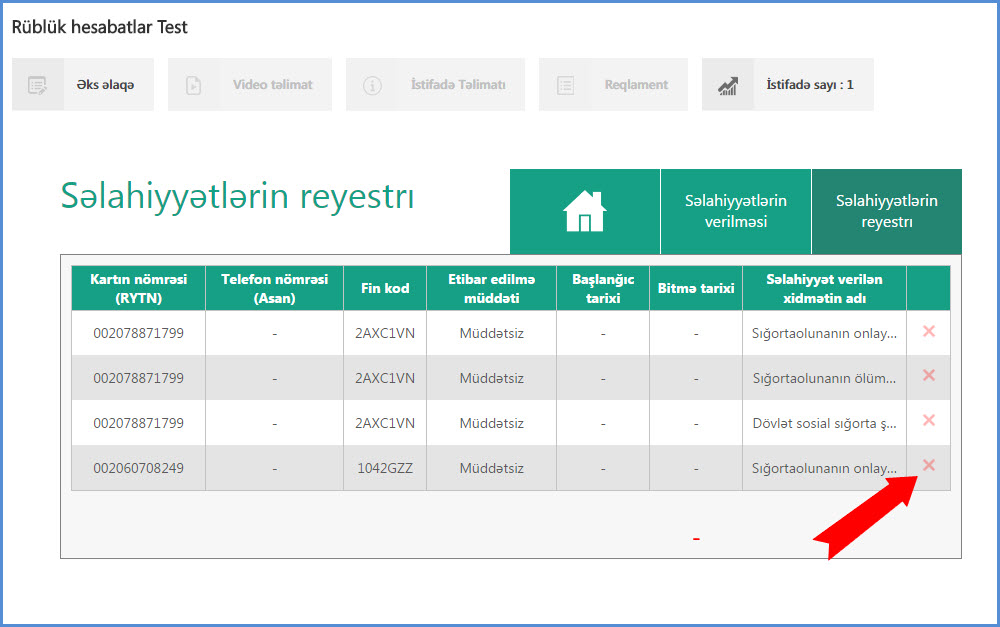 Rüblük hesabatlar Test
Əks əlaqə
Video təlimat
İstifadə Təlimatı
Reqlament
İstifadə sayı : 1
Səlahiyyətlərin reyestrı
Səlahiyyətlərin
verilməsi
Səlahiyyətlərin
reyestrı
Kartın nömrəsi
(RYTN)
Telefon nömrəsi
(Asan)
Fin kod
Etibar edilmə
müddəti
Başlanğıc
tarixi
Bitmə tarixi
Səlahiyyət verilən
xidmətin adı
002078871799 - 2AXC1VN Müddətsiz - - Sığortaolunanın onlay...
002078871799 - 2AXC1VN Müddətsiz - - Sığortaolunanın ölüm...
002078871799 - 2AXC1VN Müddətsiz - - Dövlət sosial sığorta ş...
002060708249 - 1042GZZ Müddətsiz - - Sığortaolunanın onlay...